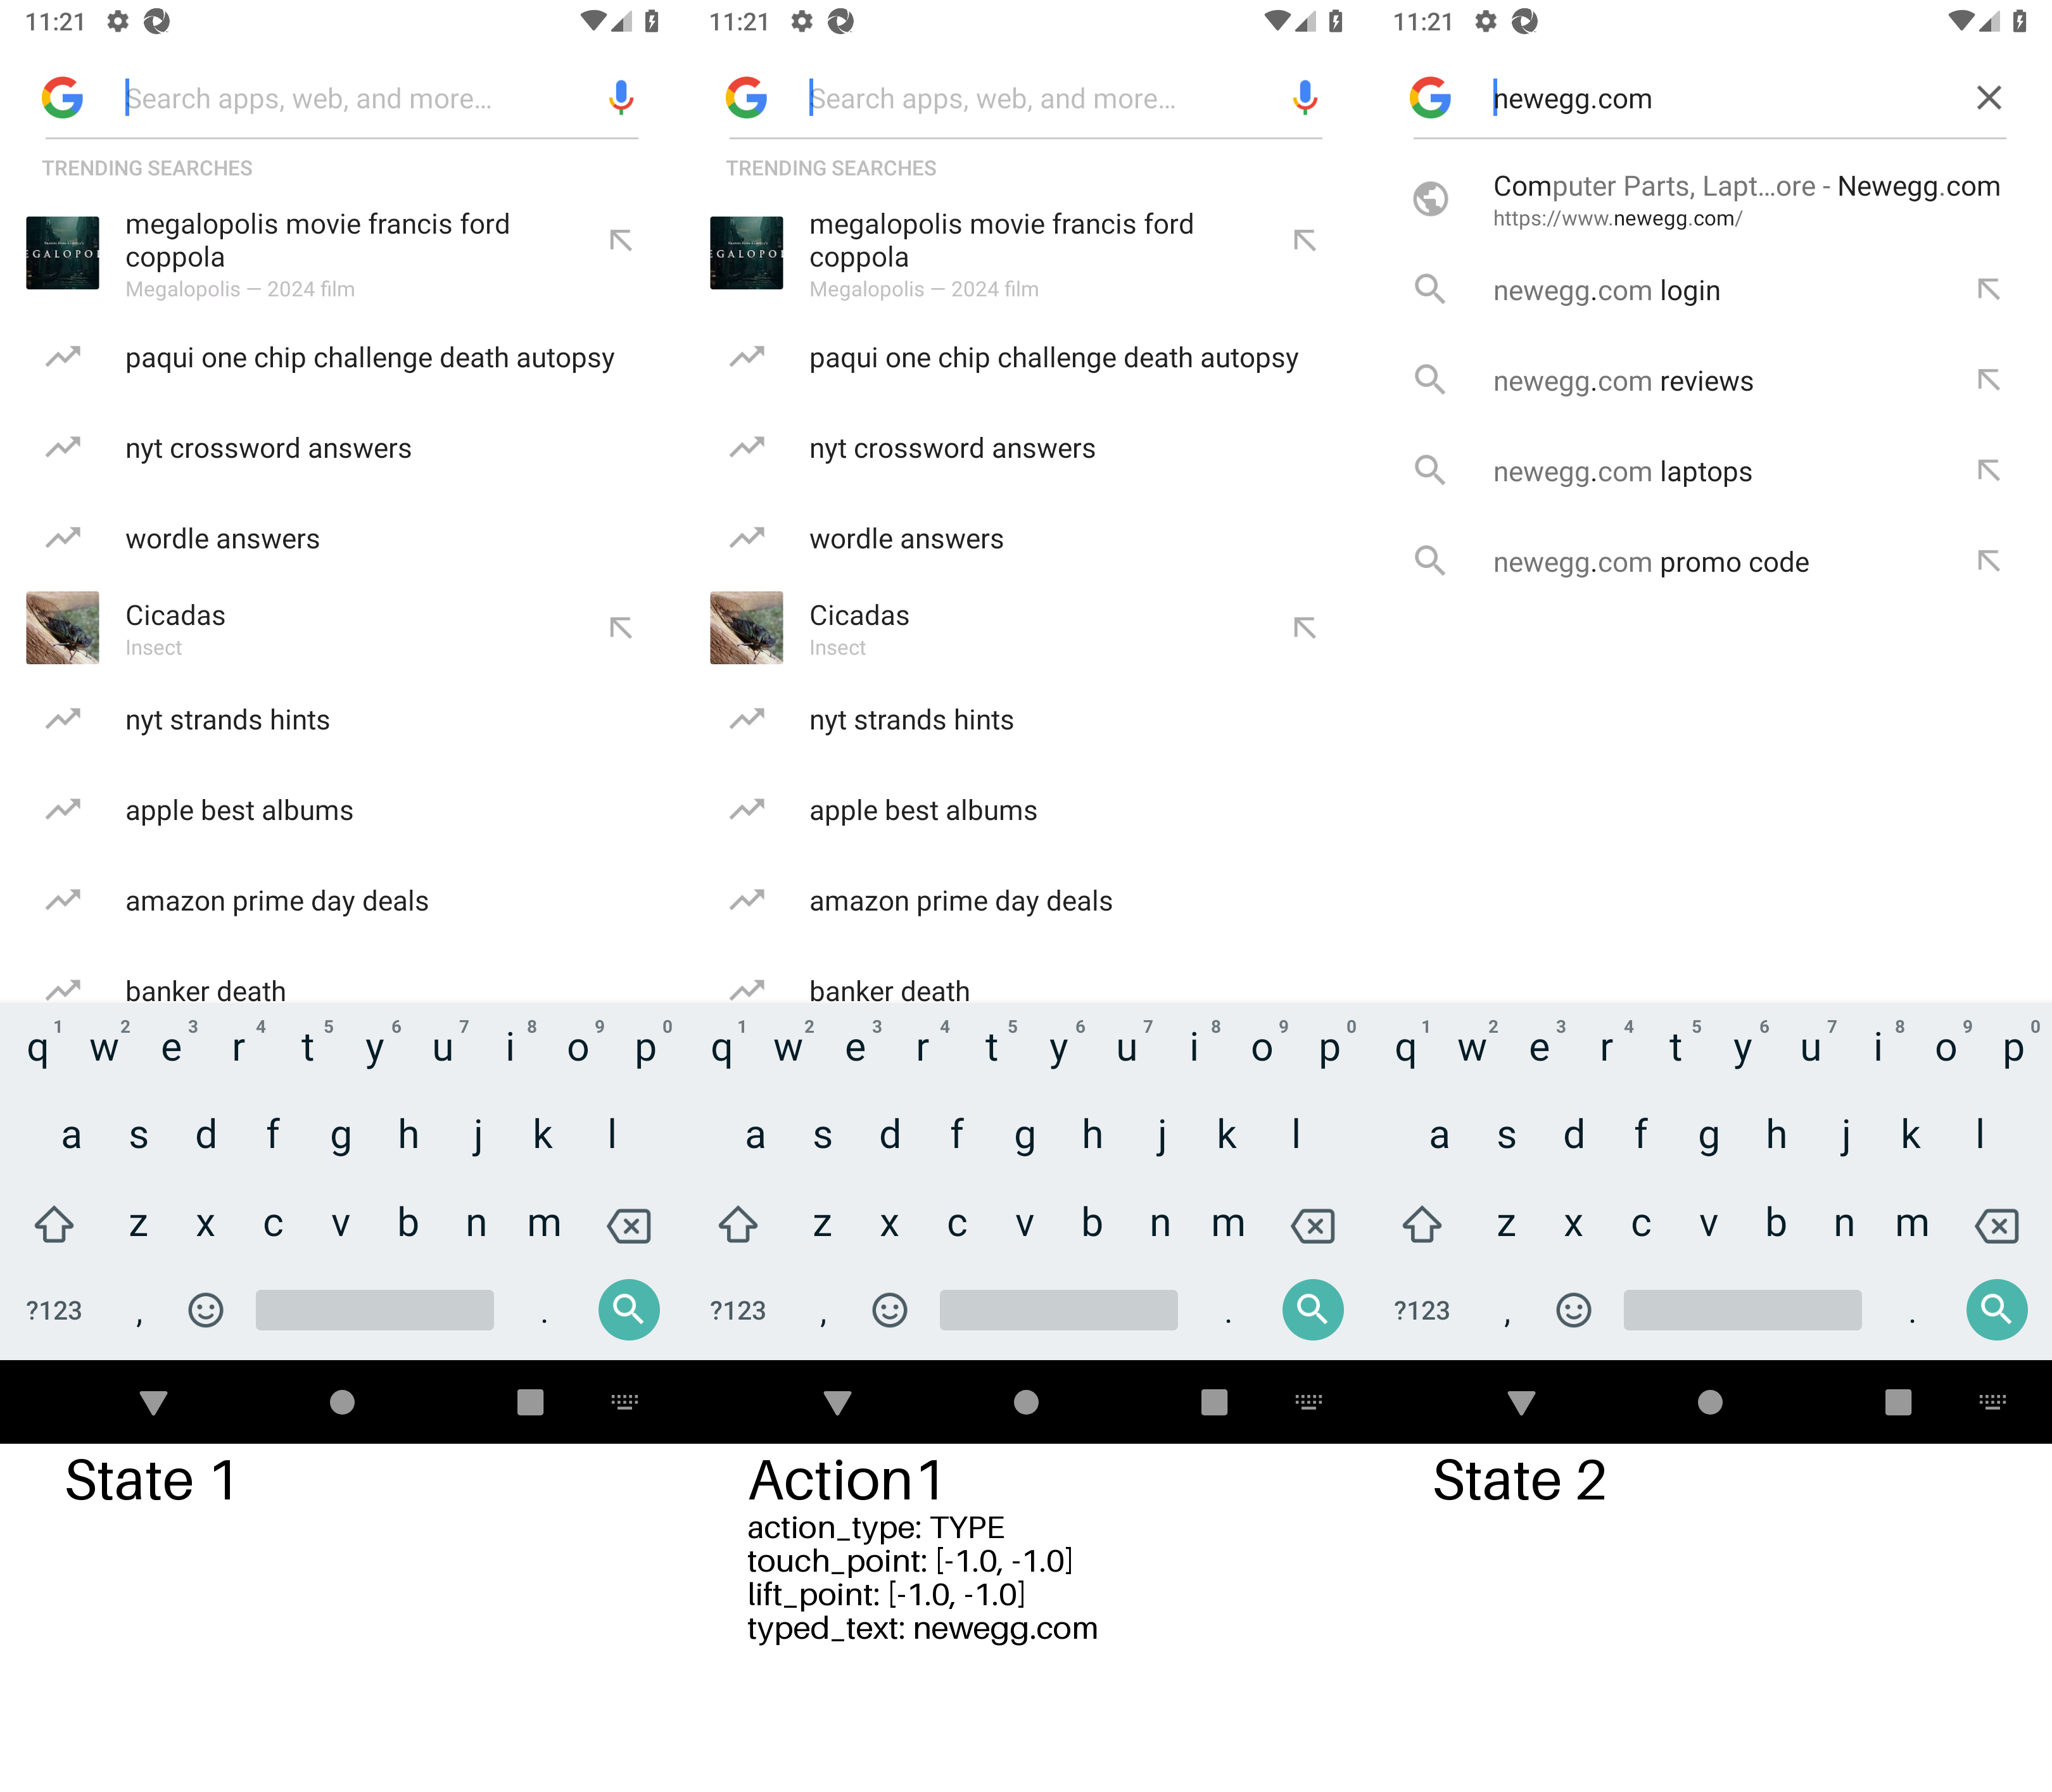 11:21
Search apps, web, and more...
TRENDING SEARCHES
EGALOPO
megalopolis movie francis ford
coppola
Megalopolis — 2024 film
paqui one chip challenge death autopsy
nyt crossword answers
wordle answers
Cicadas
Insect
nyt strands hints
apple best albums
amazon prime day deals
banker death
1 2 3 4 5 6 7 8 9 0
q w e r t y u i o p
a s d f g h j k l
z x c v b n m
?123 , .
State 1
11:21
Search apps, web, and more...
TRENDING SEARCHES
EGALOPO
megalopolis movie francis ford
coppola
Megalopolis — 2024 film
paqui one chip challenge death autopsy
nyt crossword answers
wordle answers
Cicadas
Insect
nyt strands hints
apple best albums
amazon prime day deals
banker death
1 2 3 4 5 6 7 8 9 0
q w e r t y u i o p
a s d f g h j k l
z x c v b n m
?123 , .
Action1
action_type: TYPE
touch_point: [-1.0, -1.0]
lift_point: [-1.0, -1.0]
typed_text: newegg.com
11:21
newegg.com
Computer Parts, Lapt...ore - Newegg.com
https://www.newegg.com/
newegg.com login
newegg.com reviews
newegg.com laptops
newegg.com promo code
1 2 3 4 5 6 7 8 9 0
q w e r t y u i o p
a s d f g h j k l
z x c v b n m
?123 , .
State 2